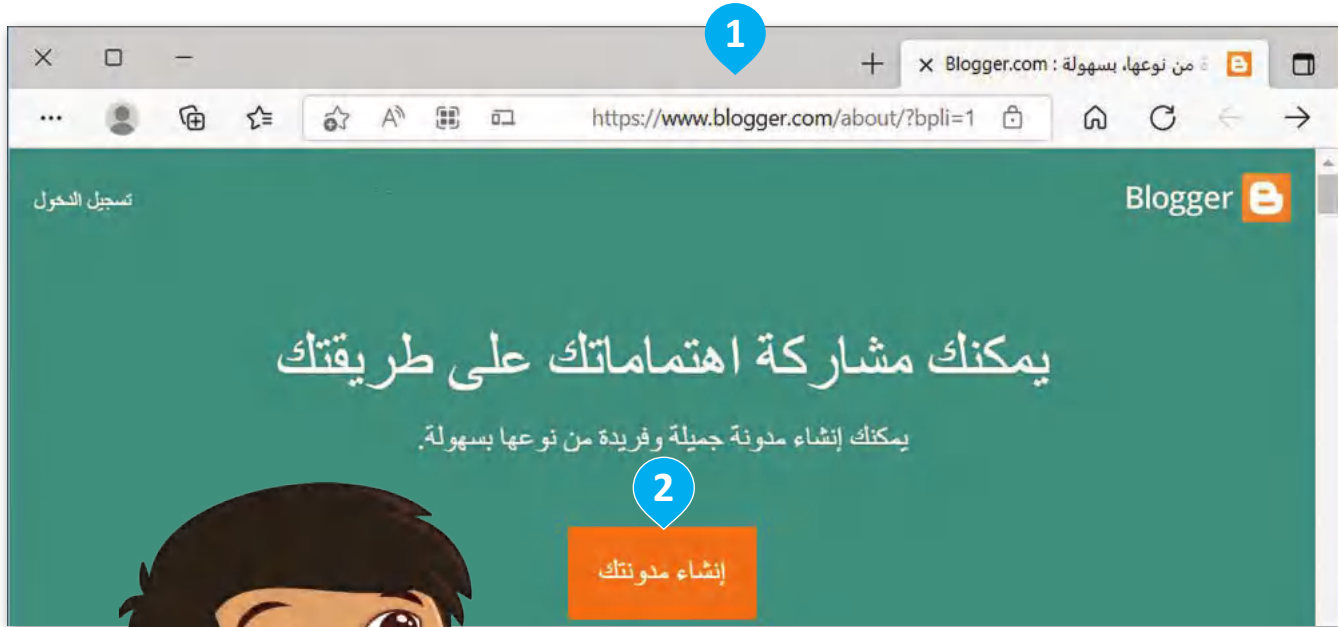 1
ة من نوعها، بسهولة : Blogger.com
https://www.blogger.com/about/?bpli=1
Blogger
تسجيل الدخول
يمكنك مشاركة اهتماماتك على طريقتك
يمكنك إنشاء مدونة جميلة وفريدة من نوعها بسهولة.
2
إنشاء مدونتك